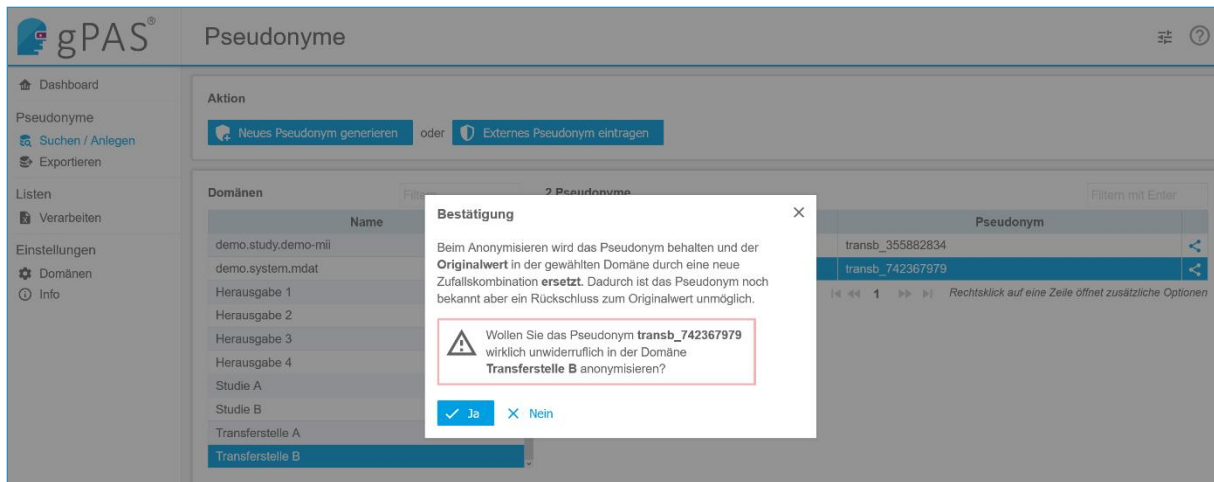 gPAS®
Pseudonyme
Dashboard
Pseudonyme
Suchen / Anlegen
Exportieren
Listen
Verarbeiten
Einstellungen
Domänen
Info
Aktion
Neues Pseudonym generieren oder Externes Pseudonym eintragen
Domänen
Name
demo.study.demo-mii
demo.system.mdat
Herausgabe 1
Herausgabe 2
Herausgabe 3
Herausgabe 4
Studie A
Studie B
Transferstelle A
Transferstelle B
2 Pseudonyme
Filtern mit Enter
Pseudonym
transb_355882834
transb_742367979
1
Rechtsklick auf eine Zeile öffnet zusätzliche Optionen
Bestätigung
Beim Anonymisieren wird das Pseudonym behalten und der
Originalwert in der gewählten Domäne durch eine neue
Zufallskombination ersetzt. Dadurch ist das Pseudonym noch
bekannt aber ein Rückschluss zum Originalwert unmöglich.
Wollen Sie das Pseudonym transb_742367979
wirklich unwiderruflich in der Domäne
Transferstelle B anonymisieren?
Ja
Nein